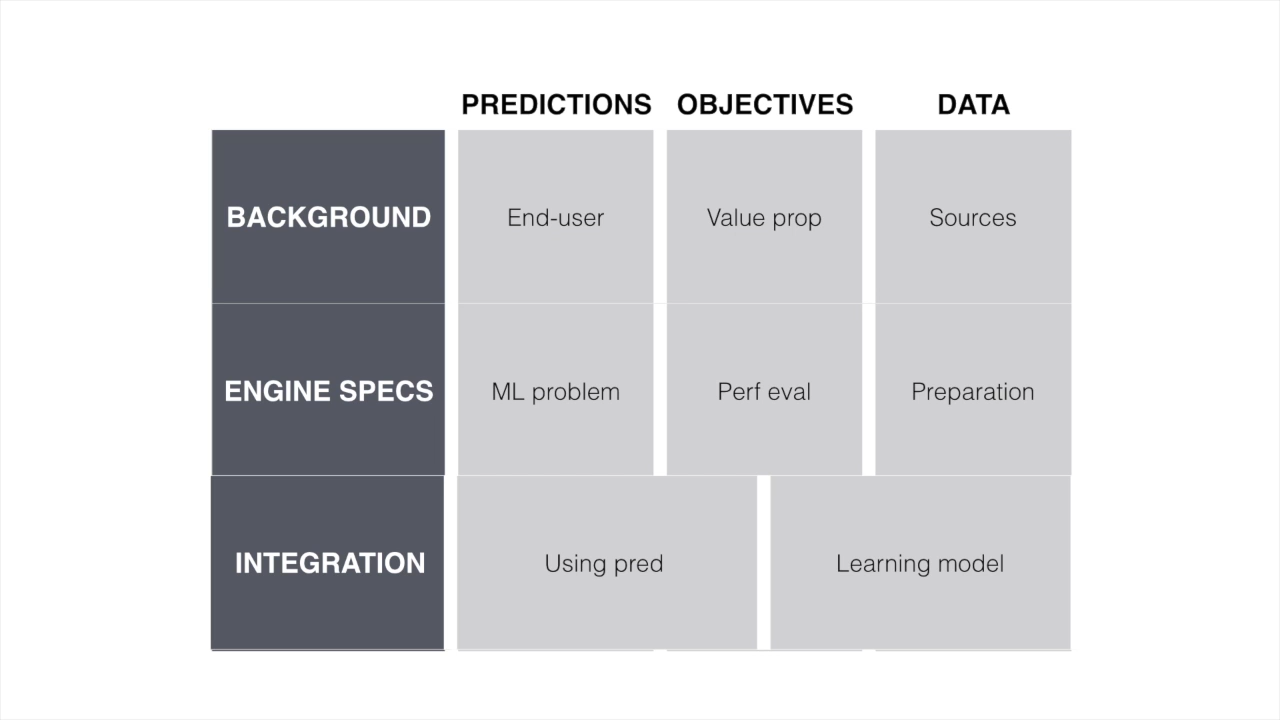 PREDICTIONS OBJECTIVES DATA
BACKGROUND End-user Value prop Sources
ENGINE SPECS ML problem Perf eval Preparation
INTEGRATION Using pred Learning model